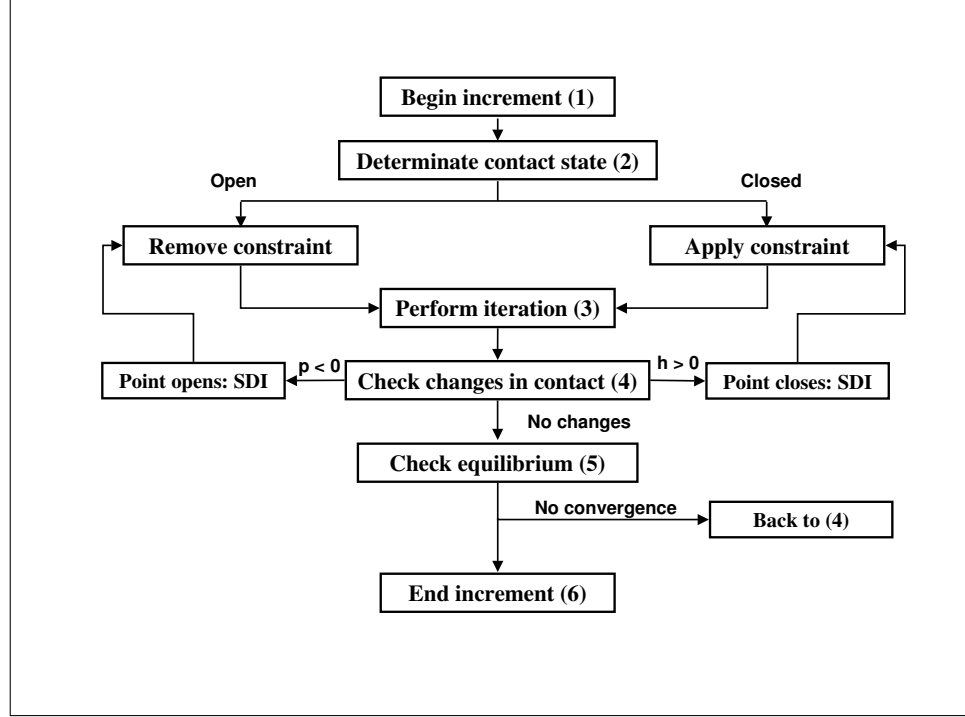 Begin increment (1)
Determinate contact state (2)
Open
Closed
Remove constraint
Apply constraint
Perform iteration (3)
p < 0
h > 0
Point opens: SDI
Check changes in contact (4)
Point closes: SDI
No changes
Check equilibrium (5)
No convergence
Back to (4)
End increment (6)